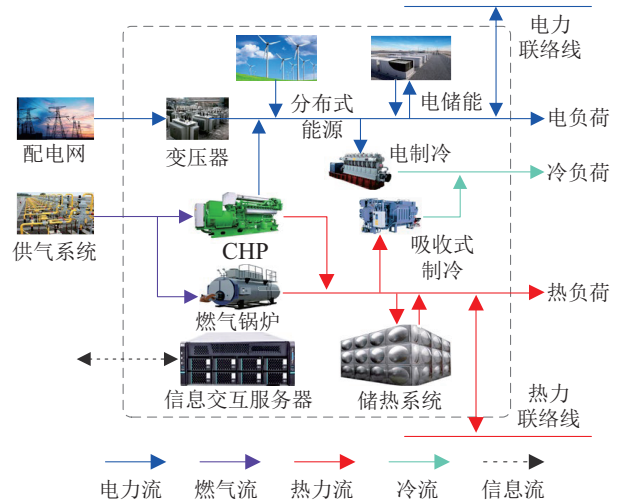 电力
联络线
分布式
能源
电储能
电负荷
配电网
变压器
电制冷
冷负荷
供气系统
CHP
吸收式
制冷
燃气锅炉
热负荷
信息交互服务器
储热系统
热力
联络线
电力流
燃气流
热力流
冷流
信息流